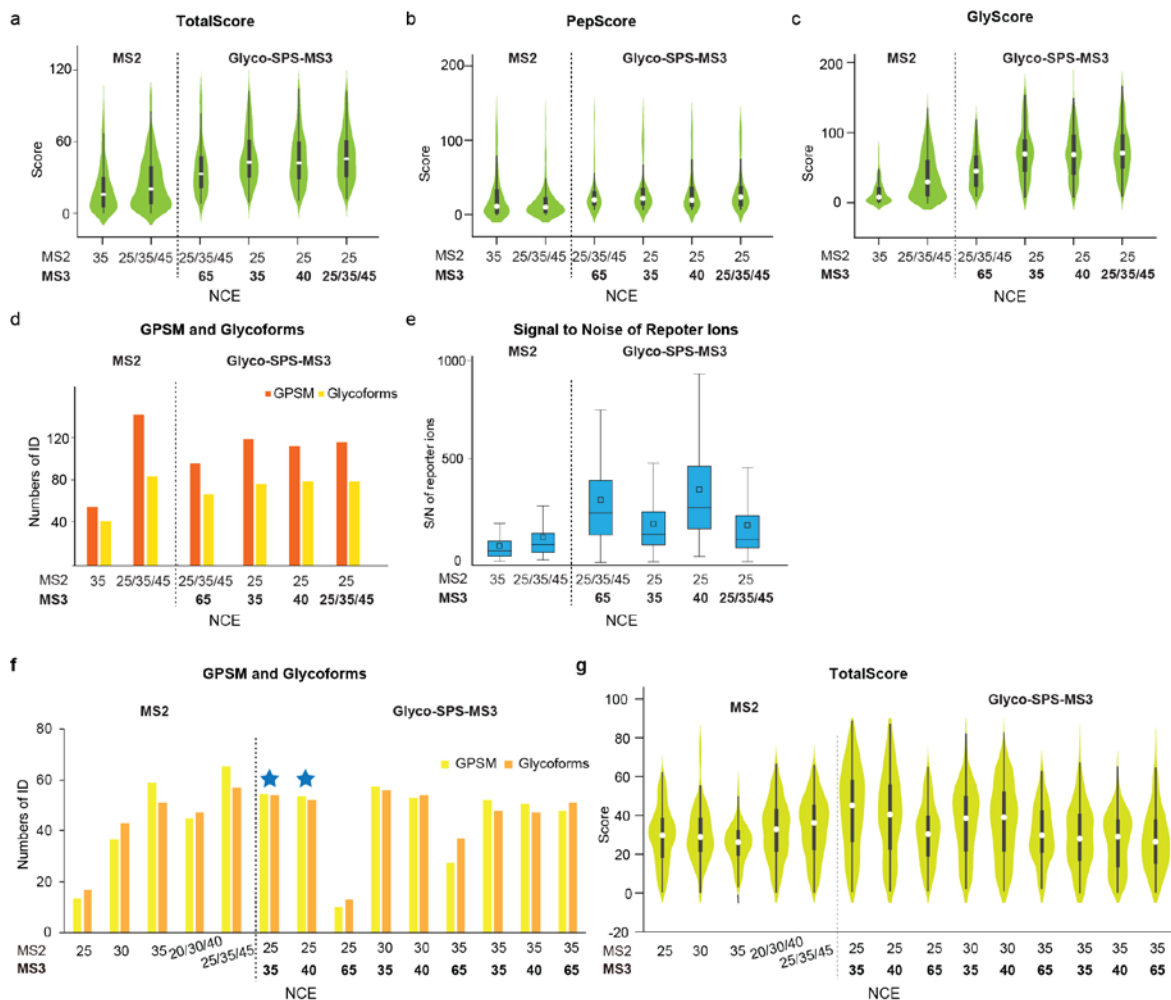 a
TotalScore
MS2
Glyco-SPS-MS3
120
60
0
Score
MS2 35 25/35/45 25/35/45 25 25 25
MS3 65 35 40 25/35/45
NCE
b
PepScore
MS2
Glyco-SPS-MS3
200
100
0
Score
MS2 35 25/35/45 25/35/45 25 25 25
MS3 65 35 40 25/35/45
NCE
c
GlyScore
MS2
Glyco-SPS-MS3
200
100
0
Score
MS2 35 25/35/45 25/35/45 25 25 25
MS3 65 35 40 25/35/45
NCE
d
GPSM and Glycoforms
MS2
Glyco-SPS-MS3
GPSM Glycoforms
120
80
40
Numbers of ID
MS2 35 25/35/45 25/35/45 25 25 25
MS3 65 35 40 25/35/45
NCE
e
Signal to Noise of Repoter Ions
MS2
Glyco-SPS-MS3
1000
500
0
S/N of reporter ions
MS2 35 25/35/45 25/35/45 25 25 25
MS3 65 35 40 25/35/45
NCE
f
GPSM and Glycoforms
MS2
Glyco-SPS-MS3
GPSM Glycoforms
80
60
40
20
0
Numbers of ID
MS2 25 30 35 20/30/40 25/35/45 25 25 25 30 30 35 35 35 35
MS3 35 40 65 35 40 65 35 40 65
NCE
g
TotalScore
MS2
Glyco-SPS-MS3
100
80
60
40
20
0
-20
Score
MS2 25 30 35 20/30/40 25/35/45 25 25 25 30 30 35 35 35 35
MS3 35 40 65 35 40 65 35 40 65
NCE